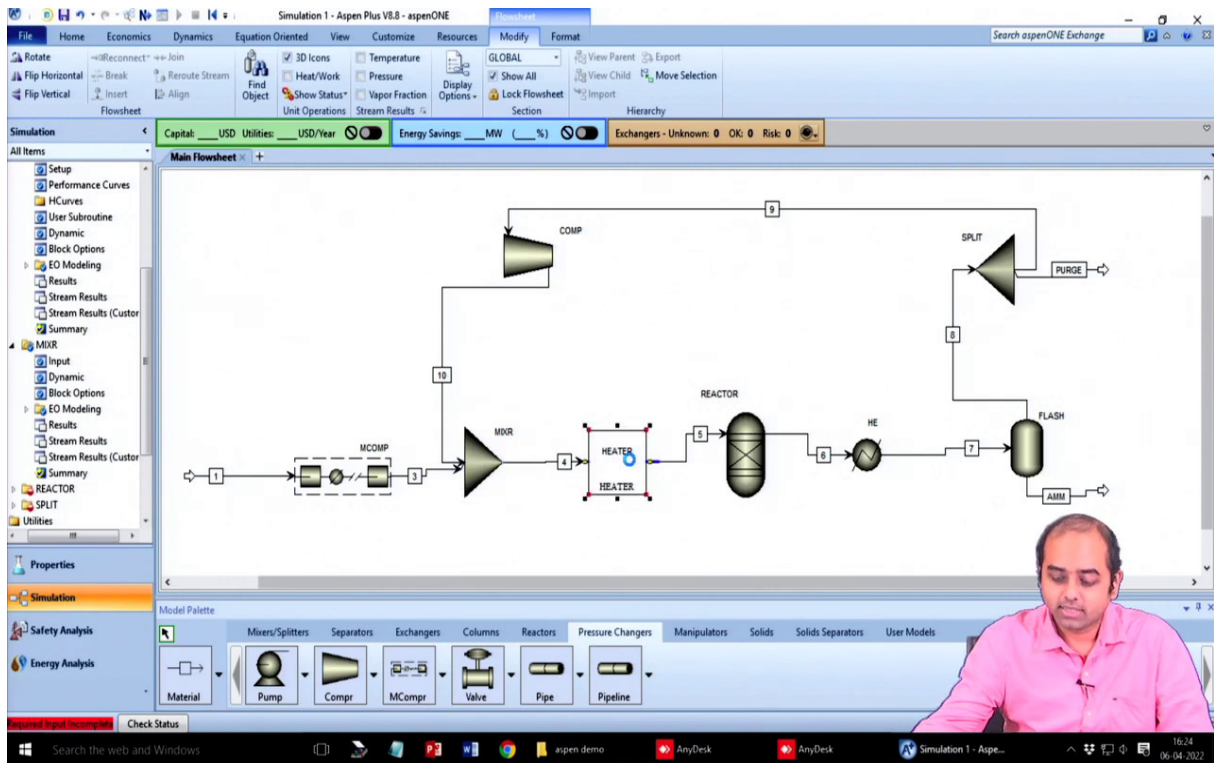 Simulation 1 - Aspen Plus V8.8 - aspenONE
Flowsheet
File Home Economics Dynamics Equation Oriented View Customize Resources Modify Format
Search aspenONE Exchange
Rotate
Flip Horizontal
Flip Vertical
Reconnect
Break
Insert
Join
Reroute Stream
Align
Flowsheet
Find
Object
3D Icons
Heat/Work
Show Status
Unit Operations
Temperature
Pressure
Vapor Fraction
Stream Results
Display
Options
GLOBAL
Show All
Lock Flowsheet
Section
View Parent
View Child
Import
Export
Move Selection
Hierarchy
Simulation
All Items
Setup
Performance Curves
HCurves
User Subroutine
Dynamic
Block Options
EO Modeling
Results
Stream Results
Stream Results (Custor
Summary
MIXR
Input
Dynamic
Block Options
EO Modeling
Results
Stream Results
Stream Results (Custor
Summary
REACTOR
SPLIT
Utilities
Properties
Simulation
Safety Analysis
Energy Analysis
Capital: ____USD Utilities: ____USD/Year
Energy Savings: ____MW (____%)
Exchangers - Unknown: 0 OK: 0 Risk: 0
Main Flowsheet × +
9
COMP
SPLIT
PURGE
8
10
REACTOR
FLASH
HE
MIXR
5
MCOMP
HEATER
1
3
4
6
7
HEATER
AMM
Model Palette
Mixers/Splitters Separators Exchangers Columns Reactors Pressure Changers Manipulators Solids Solids Separators User Models
Material Pump Compr MCompr Valve Pipe Pipeline
Required Input Incomplete Check Status
Search the web and Windows
aspen demo
AnyDesk
AnyDesk
Simulation 1 - Aspe...
16:24
06-04-2022